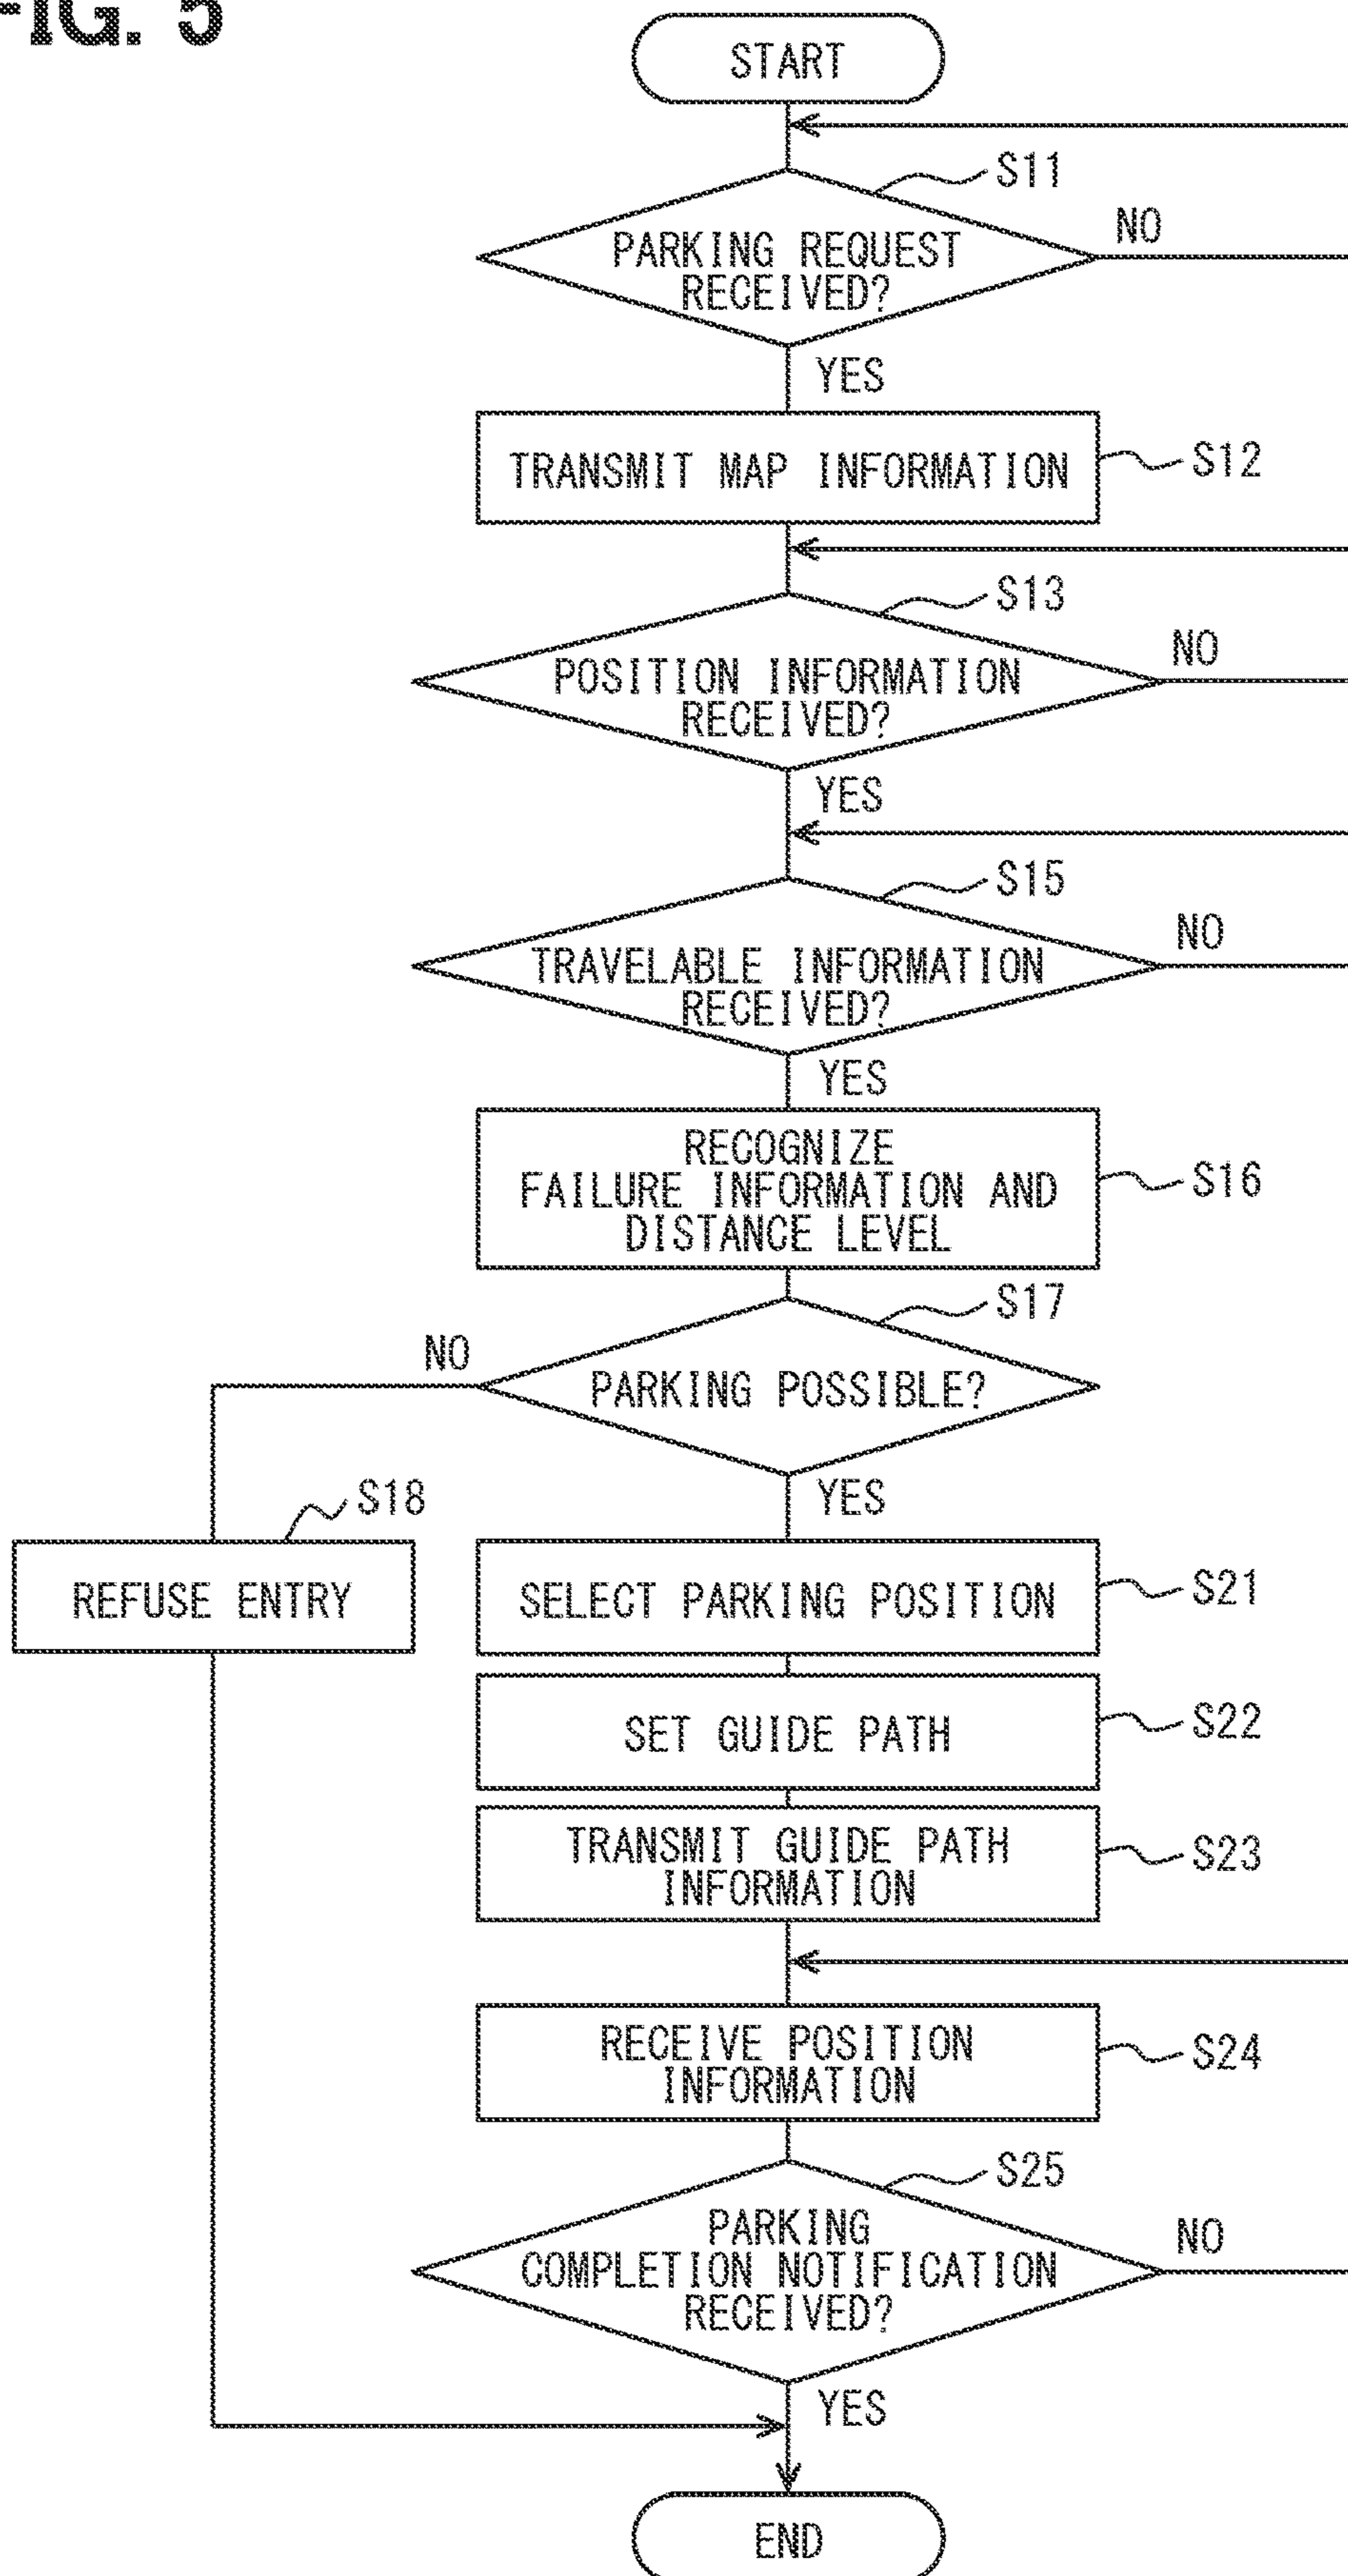 FIG. 5
START
S11
PARKING REQUEST
RECEIVED?
NO
YES
TRANSMIT MAP INFORMATION
S12
S13
POSITION INFORMATION
RECEIVED?
NO
YES
S15
TRAVELABLE INFORMATION
RECEIVED?
NO
YES
RECOGNIZE
FAILURE INFORMATION AND
DISTANCE LEVEL
S16
S17
NO
PARKING POSSIBLE?
YES
S18
REFUSE ENTRY
SELECT PARKING POSITION
S21
SET GUIDE PATH
S22
TRANSMIT GUIDE PATH
INFORMATION
S23
RECEIVE POSITION
INFORMATION
S24
S25
PARKING
COMPLETION NOTIFICATION
RECEIVED?
NO
YES
END